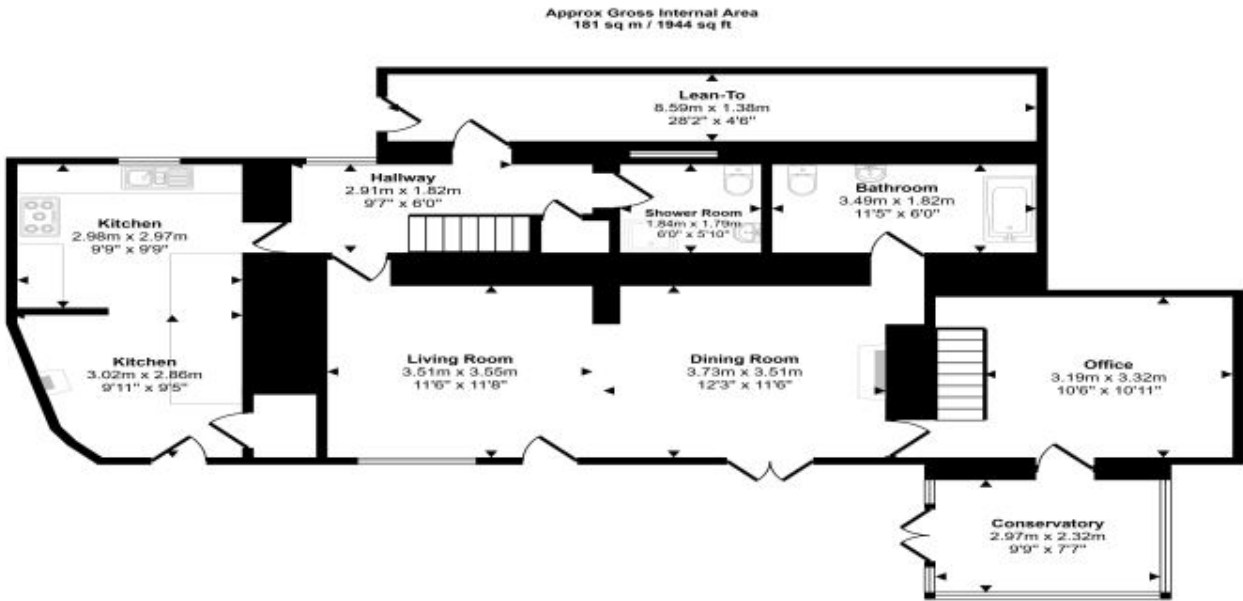 Approx Gross Internal Area
181 sq m / 1944 sq ft
Lean-To
8.59m x 1.38m
28'2" x 4'6"
Hallway
2.91m x 1.82m
9'7" x 6'0"
Kitchen
2.98m x 2.97m
9'9" x 9'9"
Shower Room
1.84m x 1.79m
6'0" x 5'10"
Bathroom
3.49m x 1.82m
11'5" x 6'0"
Kitchen
3.02m x 2.86m
9'11" x 9'5"
Living Room
3.51m x 3.55m
11'6" x 11'8"
Dining Room
3.73m x 3.51m
12'3" x 11'6"
Office
3.19m x 3.32m
10'6" x 10'11"
Conservatory
2.97m x 2.32m
9'9" x 7'7"